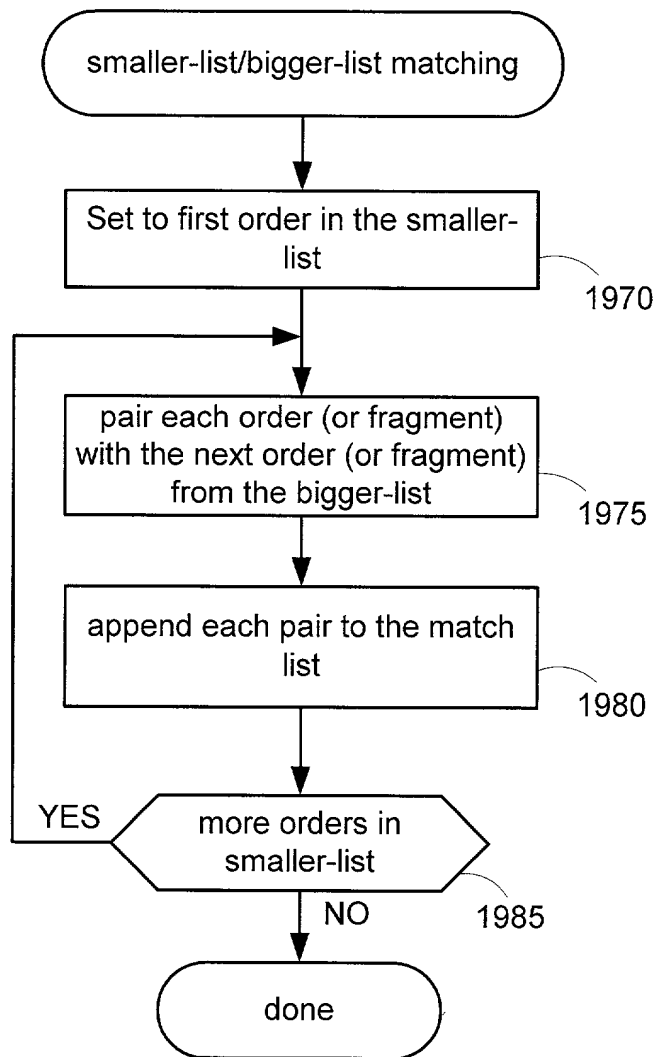 smaller-list/bigger-list matching
Set to first order in the smaller-
list
1970
pair each order (or fragment)
with the next order (or fragment)
from the bigger-list
1975
append each pair to the match
list
1980
YES
more orders in
smaller-list
1985
NO
done